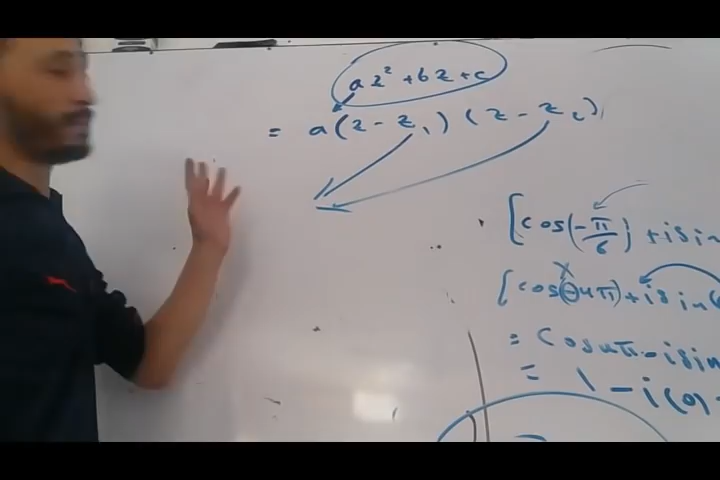 az² + bz + c
= a(z - z₁)(z - z₂)
[cos(-π/6) + i sin
[cos(-4π) + i sin(
= cos 4π - i sin
= 1 - i(0)